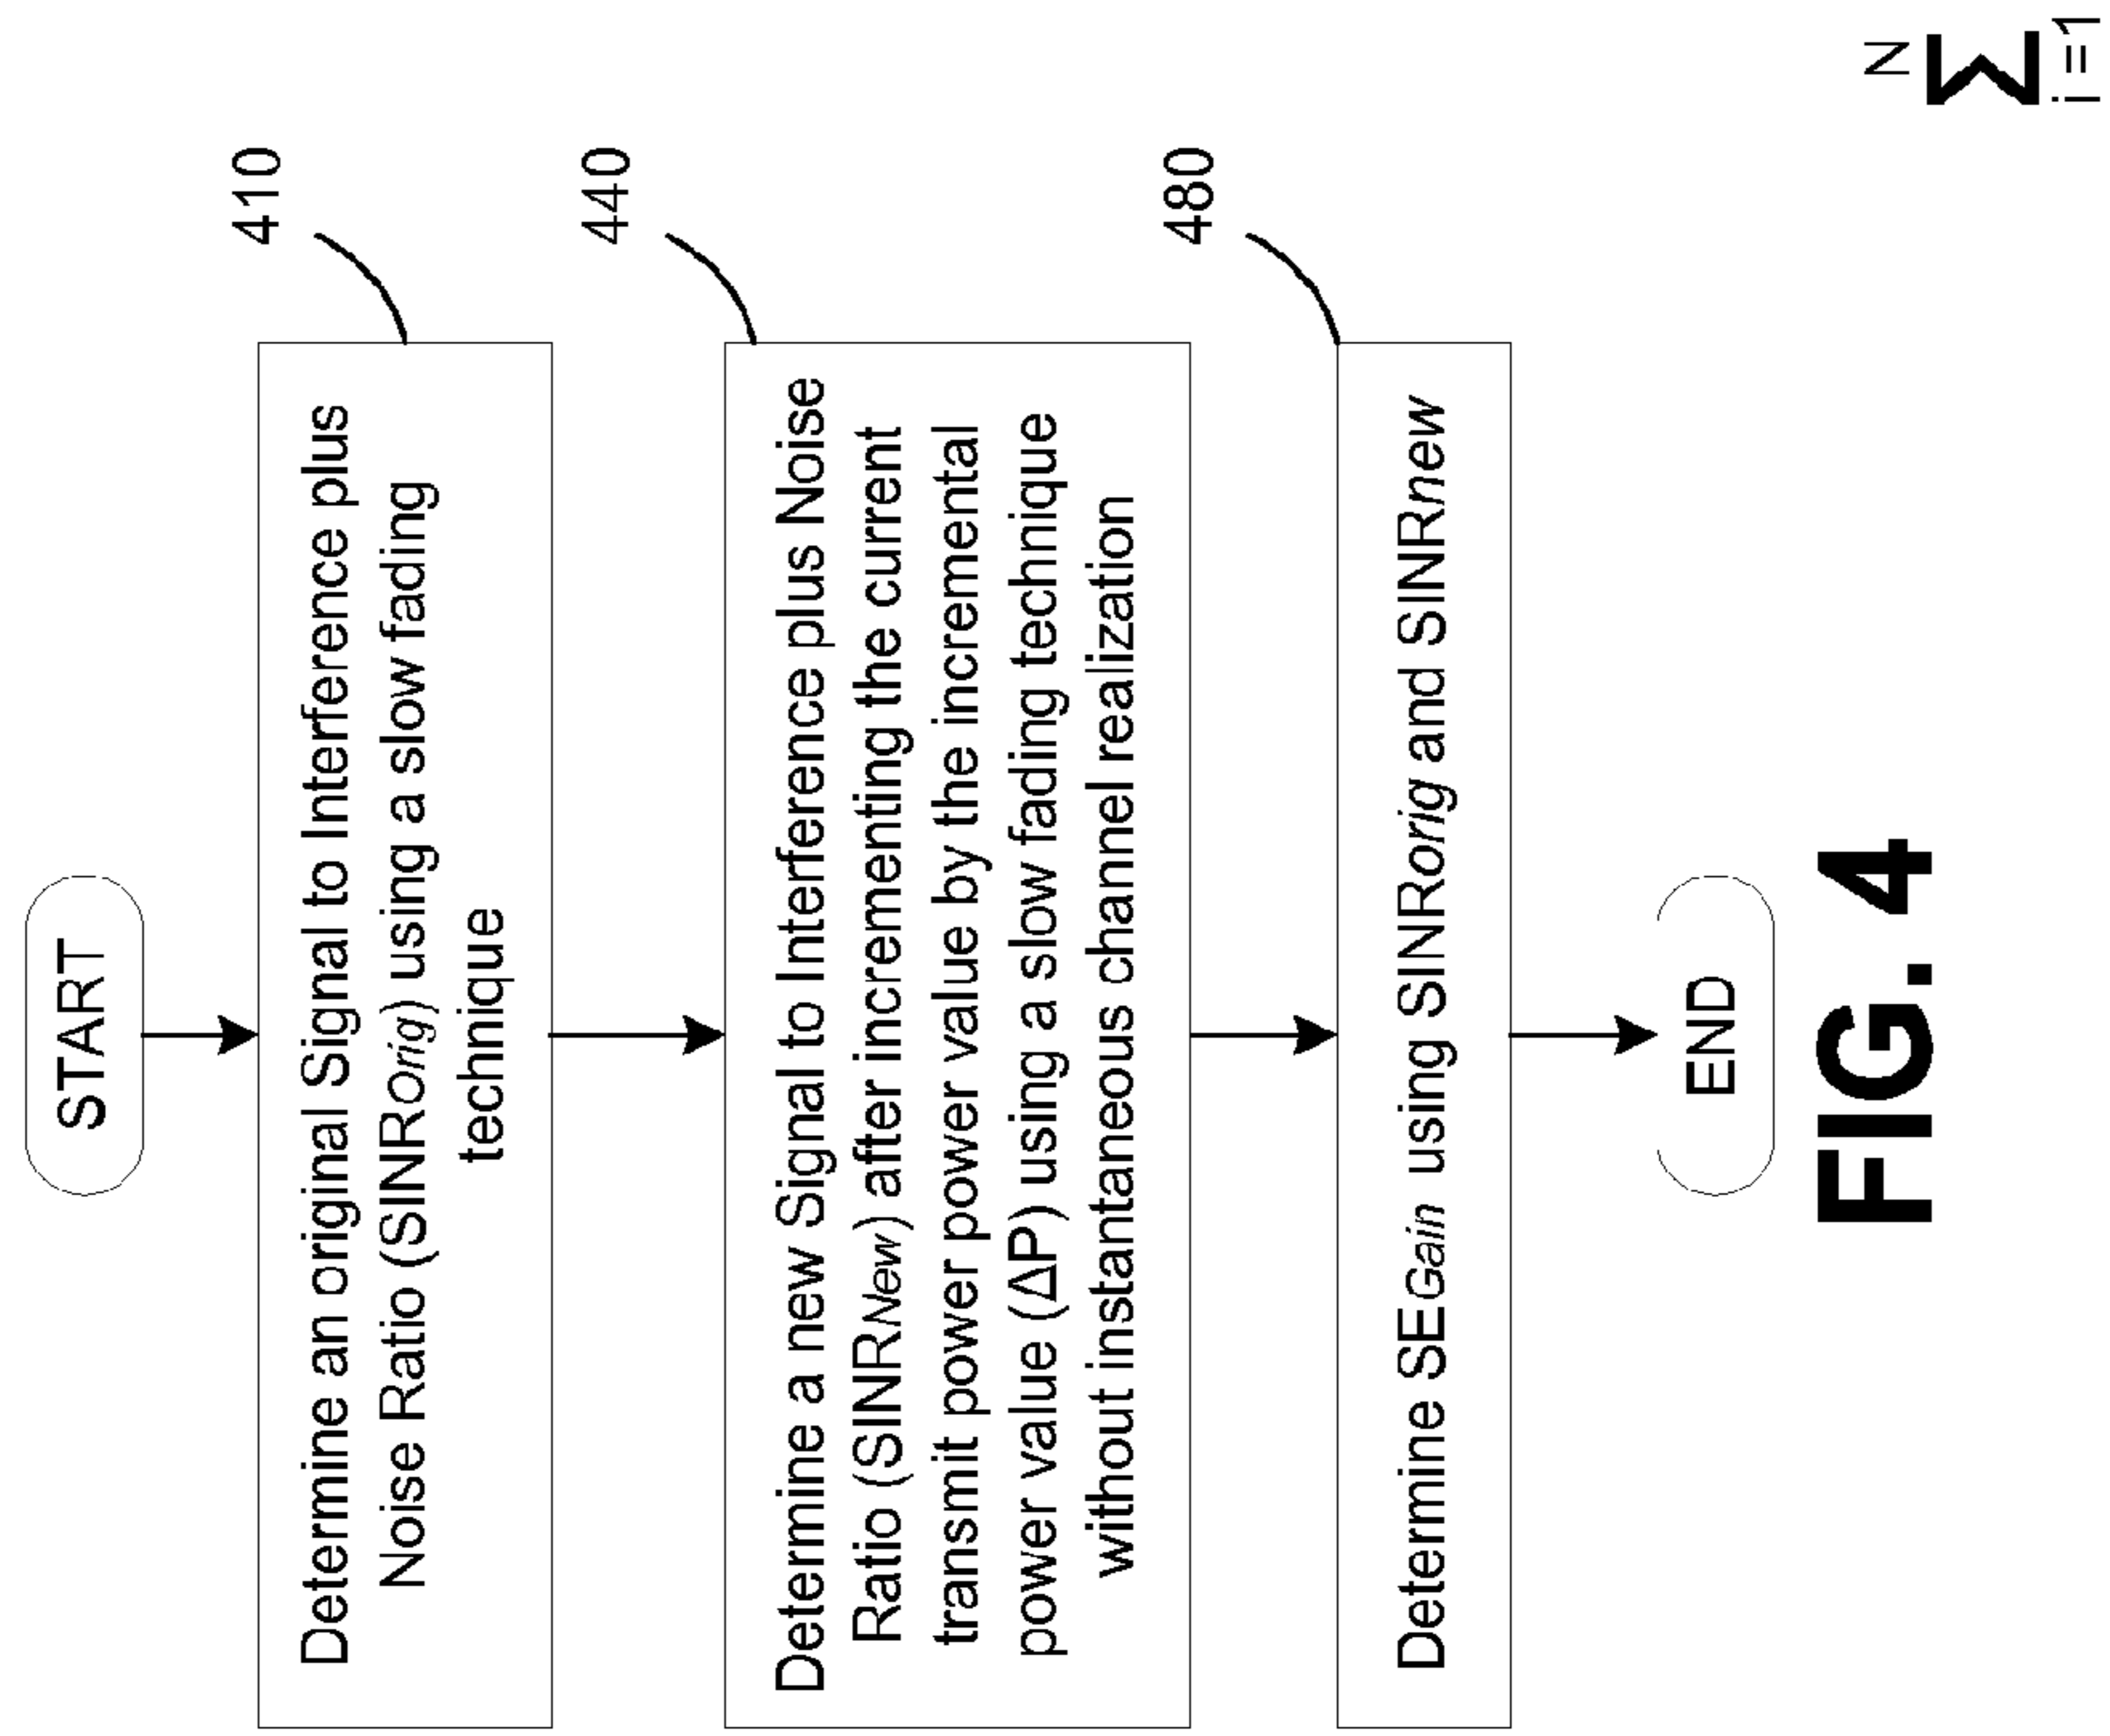 START
410
Determine an original Signal to Interference plus
Noise Ratio (SINROrig) using a slow fading
technique
440
Determine a new Signal to Interference plus Noise
Ratio (SINRNew) after incrementing the current
transmit power power value by the incremental
power value (ΔP) using a slow fading technique
without instantaneous channel realization
480
Determine SEGain using SINRorig and SINRnew
END
FIG. 4
N
Σ
i=1